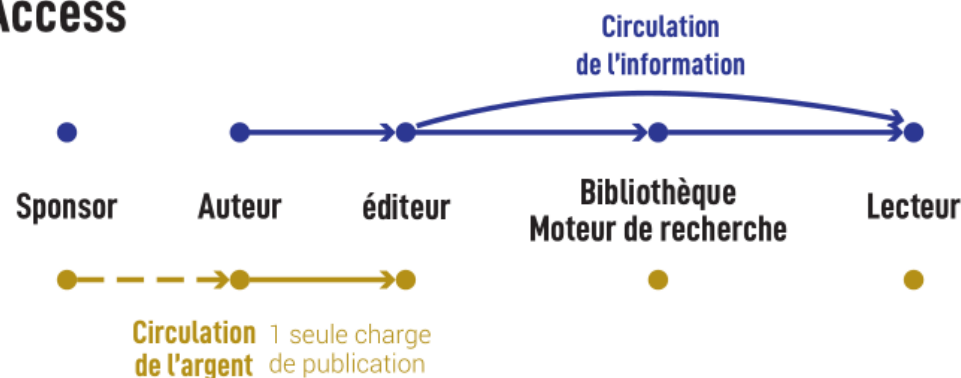 Access
Circulation
de l'information
Sponsor
Auteur
éditeur
Bibliothèque
Moteur de recherche
Lecteur
Circulation
de l'argent
1 seule charge
de publication